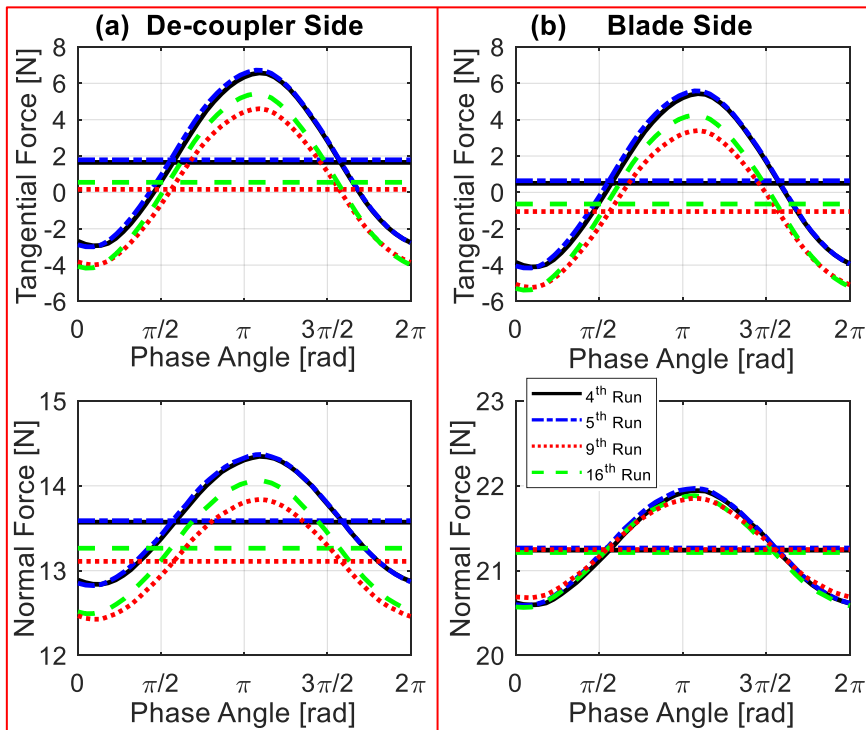 (a) De-coupler Side
Tangential Force [N]
8
6
4
2
0
-2
-4
-6
0 π/2 π 3π/2 2π
Phase Angle [rad]
Normal Force [N]
15
14
13
12
0 π/2 π 3π/2 2π
Phase Angle [rad]
(b) Blade Side
Tangential Force [N]
8
6
4
2
0
-2
-4
-6
0 π/2 π 3π/2 2π
Phase Angle [rad]
Normal Force [N]
23
22
21
20
4th Run
5th Run
9th Run
16th Run
0 π/2 π 3π/2 2π
Phase Angle [rad]